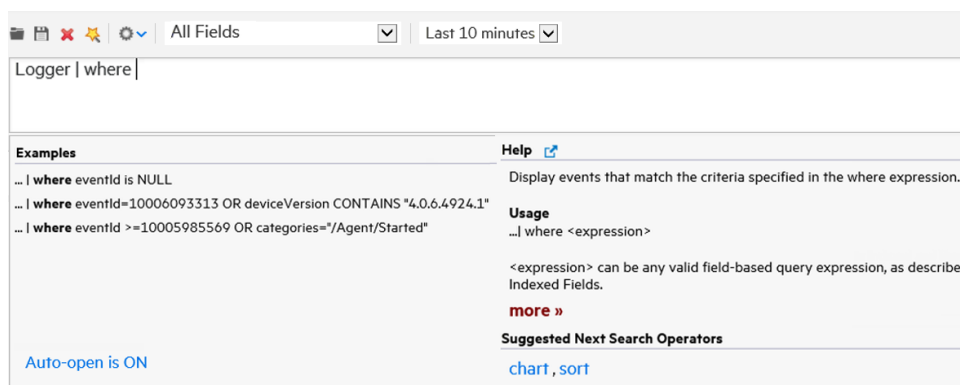 All Fields
Last 10 minutes
Logger | where
Examples
... | where eventId is NULL
... | where eventId=10006093313 OR deviceVersion CONTAINS "4.0.6.4924.1"
... | where eventId >=10005985569 OR categories="/Agent/Started"
Auto-open is ON
Help
Display events that match the criteria specified in the where expression.
Usage
...| where <expression>
<expression> can be any valid field-based query expression, as describe
Indexed Fields.
more »
Suggested Next Search Operators
chart , sort